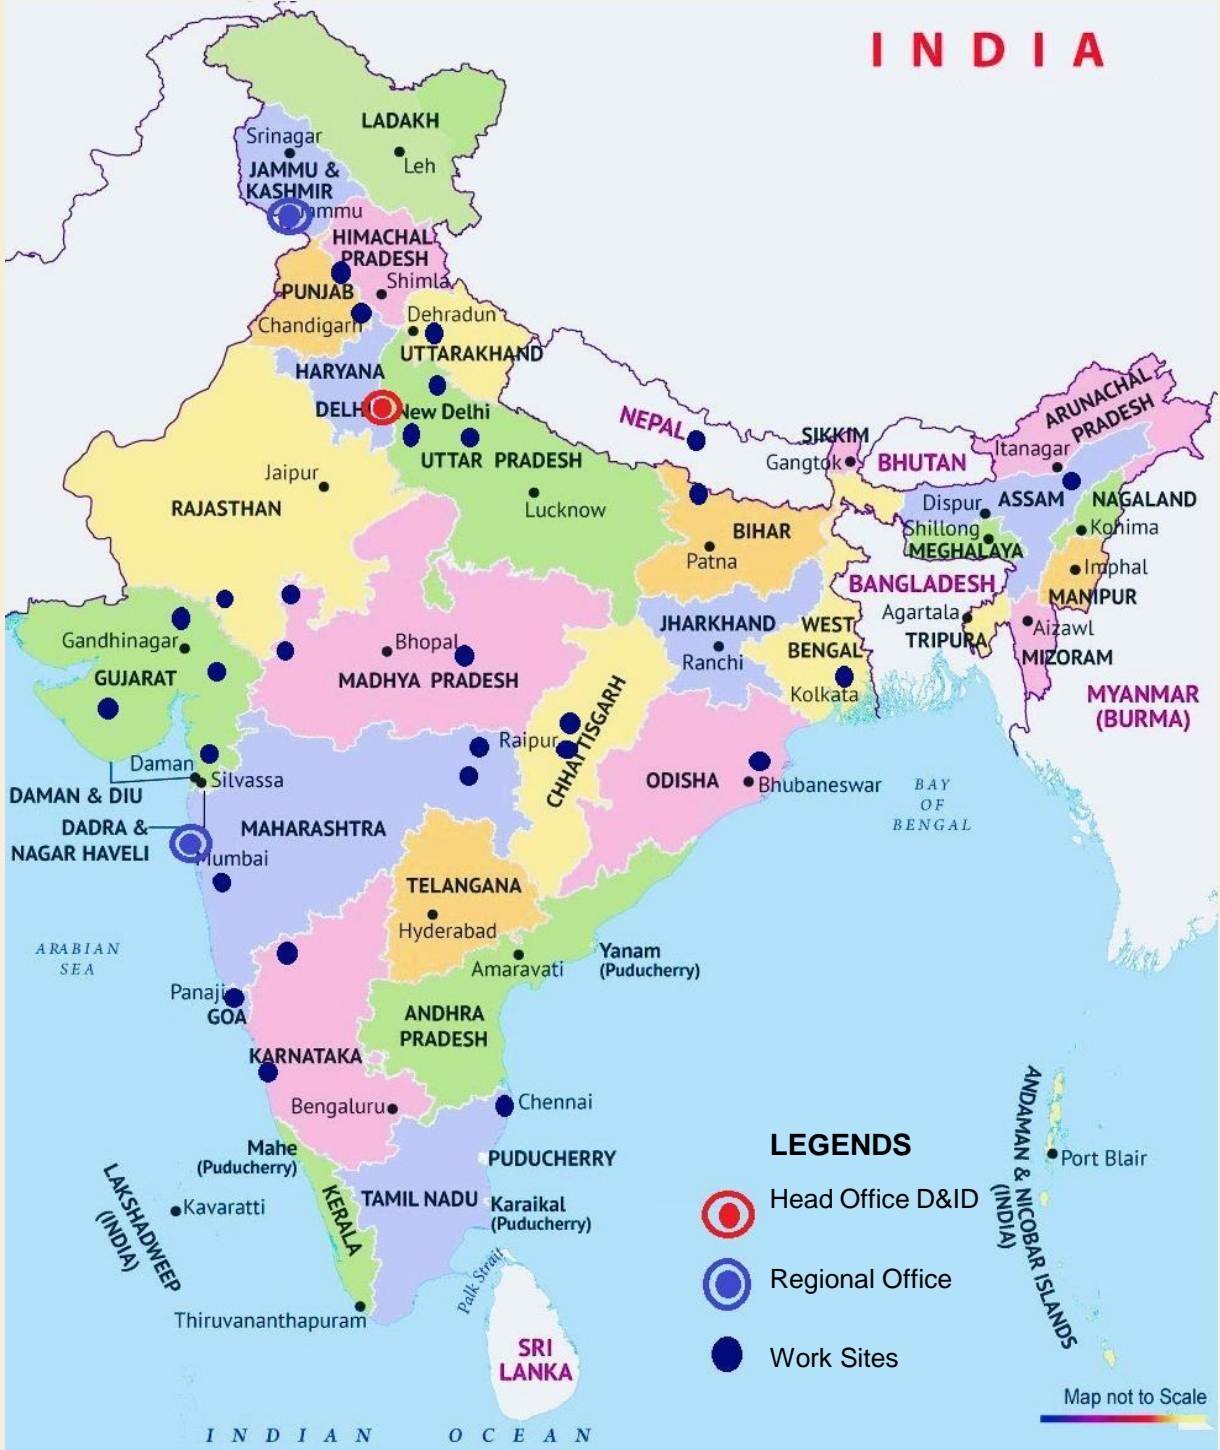 INDIA
LADAKH
Srinagar
Leh
JAMMU &
KASHMIR
ammu
HIMACHAL
PRADESH
Shimla
PUNJAB
Chandigarh
Dehradun
UTTARAKHAND
HARYANA
DELHI
New Delhi
UTTAR PRADESH
NEPAL
SIKKIM
Gangtok
BHUTAN
ARUNACHAL
PRADESH
Itanagar
Jaipur
RAJASTHAN
Lucknow
BIHAR
Patna
Dispur
ASSAM
NAGALAND
Shillong
Kohima
MEGHALAYA
Imphal
BANGLADESH
MANIPUR
Agartala
TRIPURA
Aizawl
MIZORAM
MYANMAR
(BURMA)
Gandhinagar
GUJARAT
Bhopal
MADHYA PRADESH
JHARKHAND
Ranchi
WEST
BENGAL
Kolkata
Raipur
CHHATTISGARH
ODISHA
Bhubaneswar
BAY
OF
BENGAL
Daman
Silvassa
DAMAN & DIU
DADRA &
NAGAR HAVELI
MAHARASHTRA
Mumbai
TELANGANA
Hyderabad
Amaravati
Yanam
(Puducherry)
ARABIAN
SEA
Panaji
GOA
ANDHRA
PRADESH
KARNATAKA
Bengaluru
Chennai
Mahe
(Puducherry)
PUDUCHERRY
KERALA
TAMIL NADU
Karaikal
(Puducherry)
LAKSHADWEEP
(INDIA)
Kavaratti
Palk Strait
Thiruvananthapuram
SRI
LANKA
ANDAMAN & NICOBAR ISLANDS
(INDIA)
Port Blair
LEGENDS
Head Office D&ID
Regional Office
Work Sites
Map not to Scale
INDIAN OCEAN